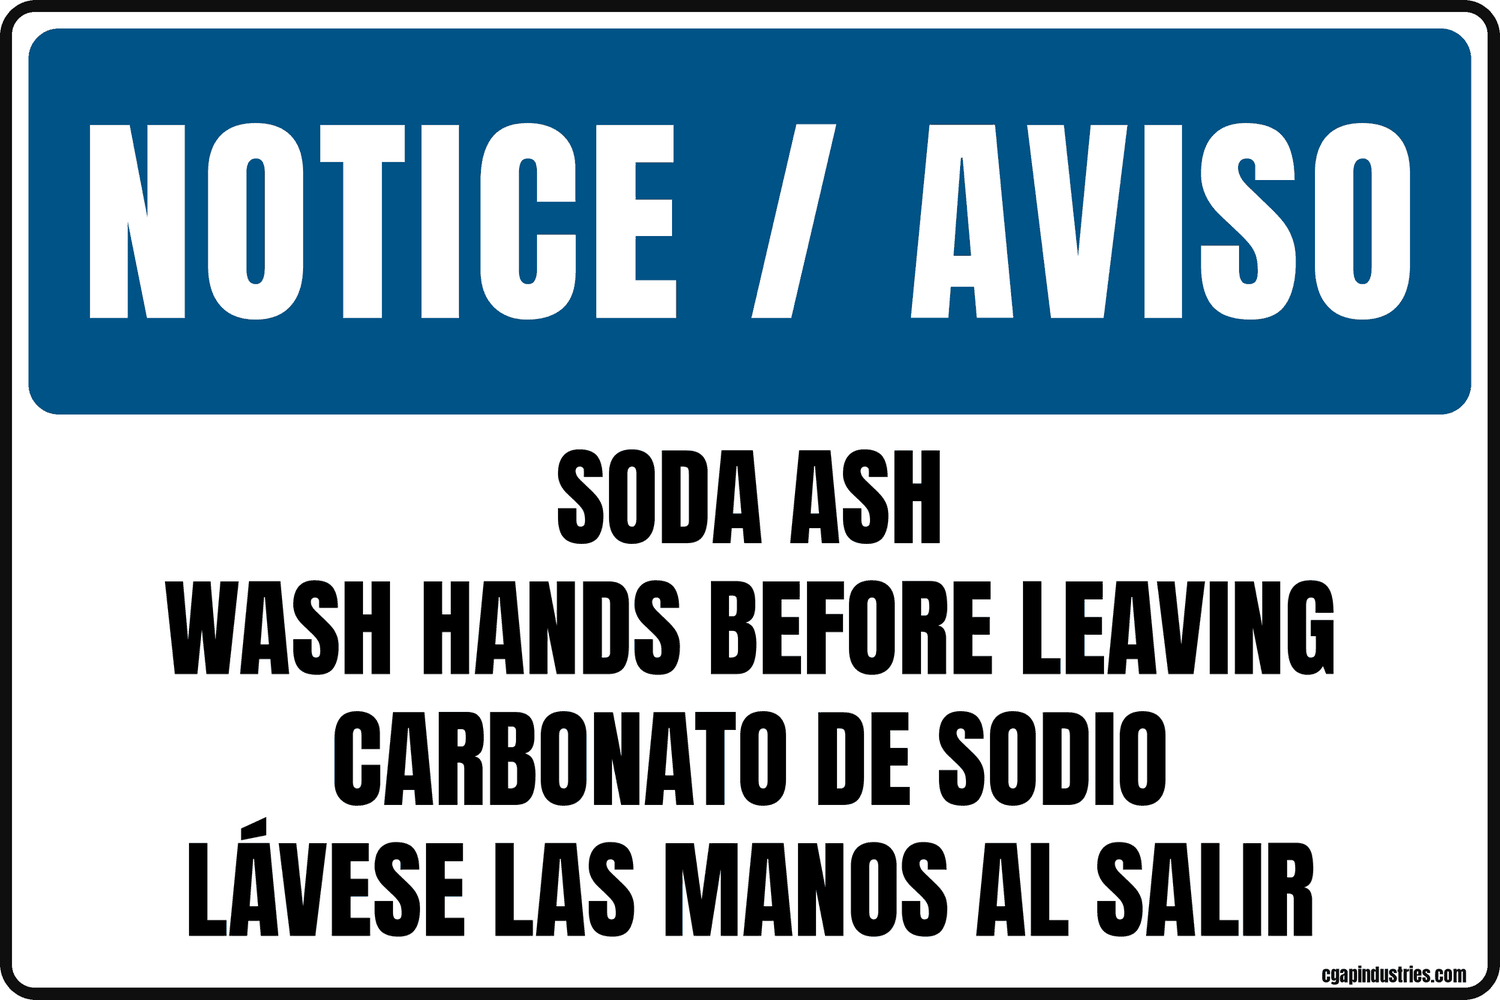 NOTICE / AVISO
SODA ASH
WASH HANDS BEFORE LEAVING
CARBONATO DE SODIO
LÁVESE LAS MANOS AL SALIR
cgapindustries.com